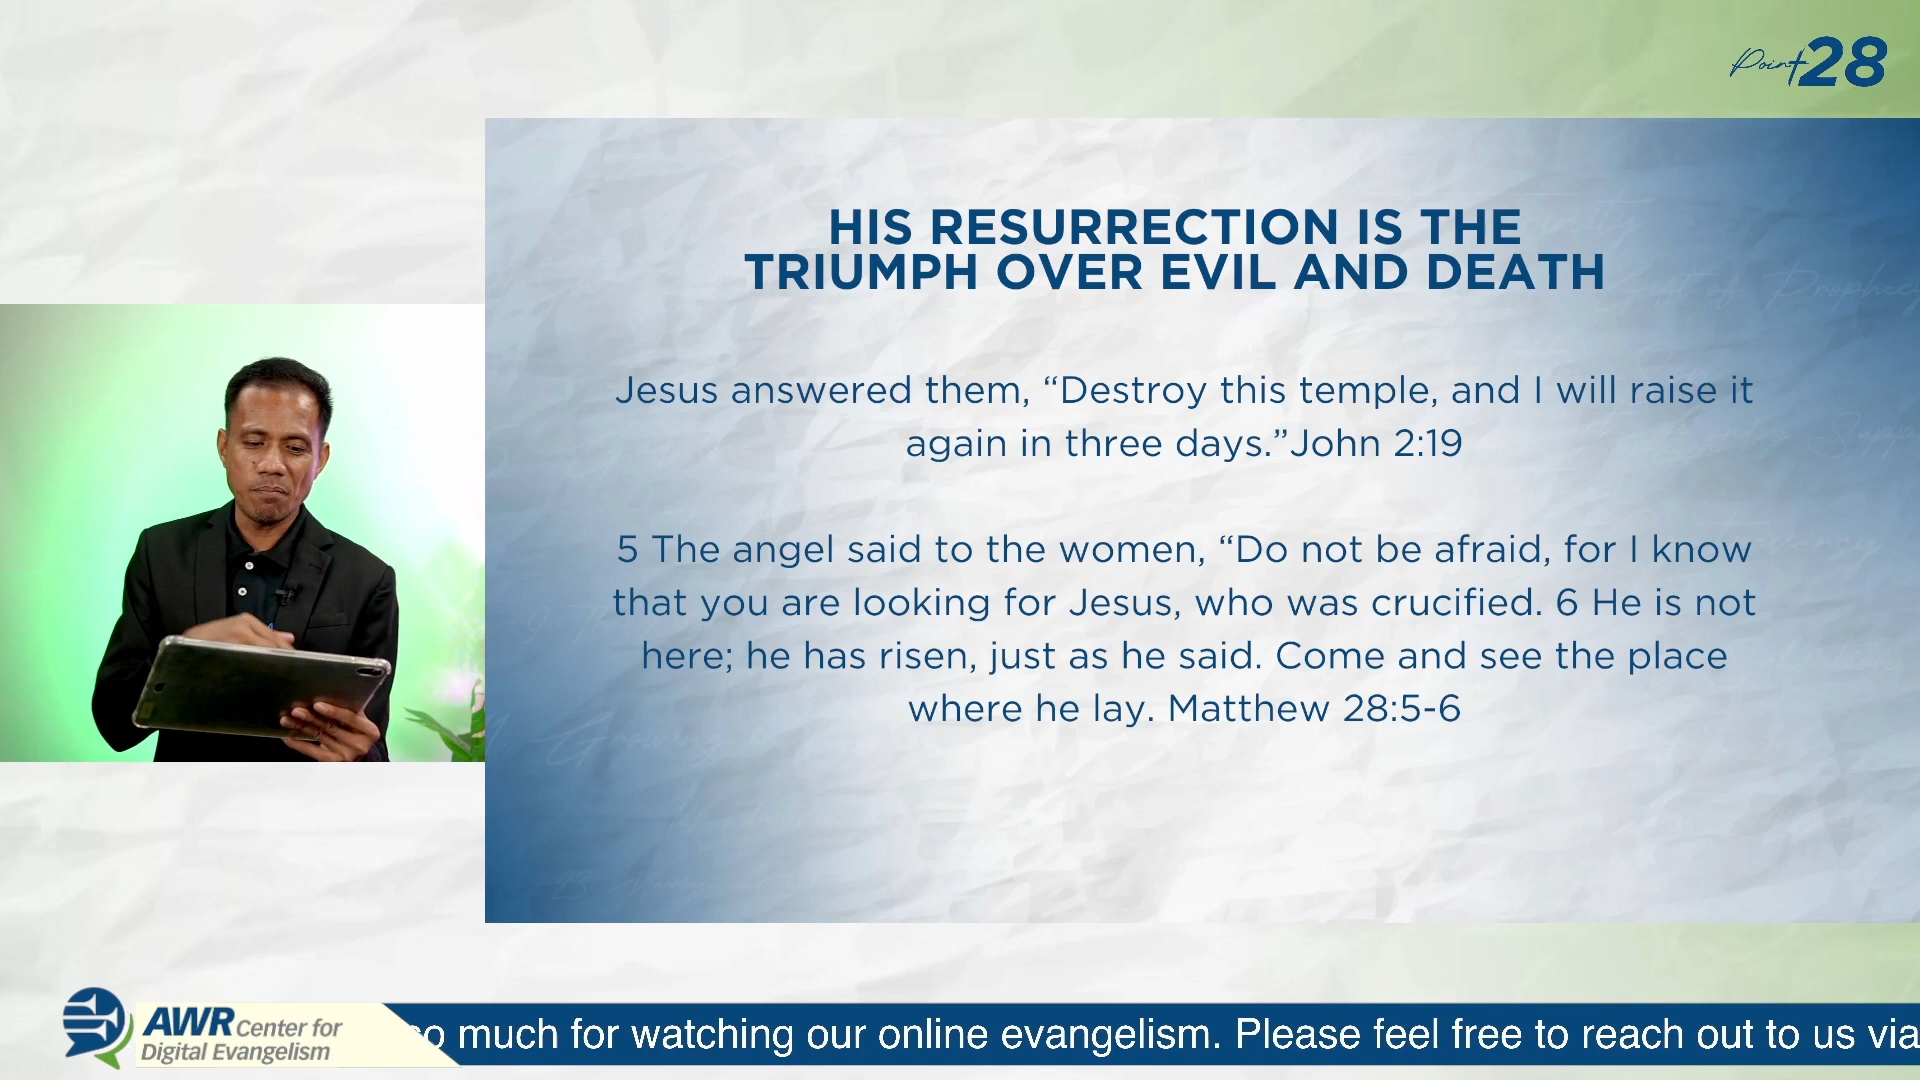 Point 28
HIS RESURRECTION IS THE
TRIUMPH OVER EVIL AND DEATH
Jesus answered them, “Destroy this temple, and I will raise it
again in three days.”John 2:19
5 The angel said to the women, “Do not be afraid, for I know
that you are looking for Jesus, who was crucified. 6 He is not
here; he has risen, just as he said. Come and see the place
where he lay. Matthew 28:5-6
AWR Center for
Digital Evangelism
much for watching our online evangelism. Please feel free to reach out to us via